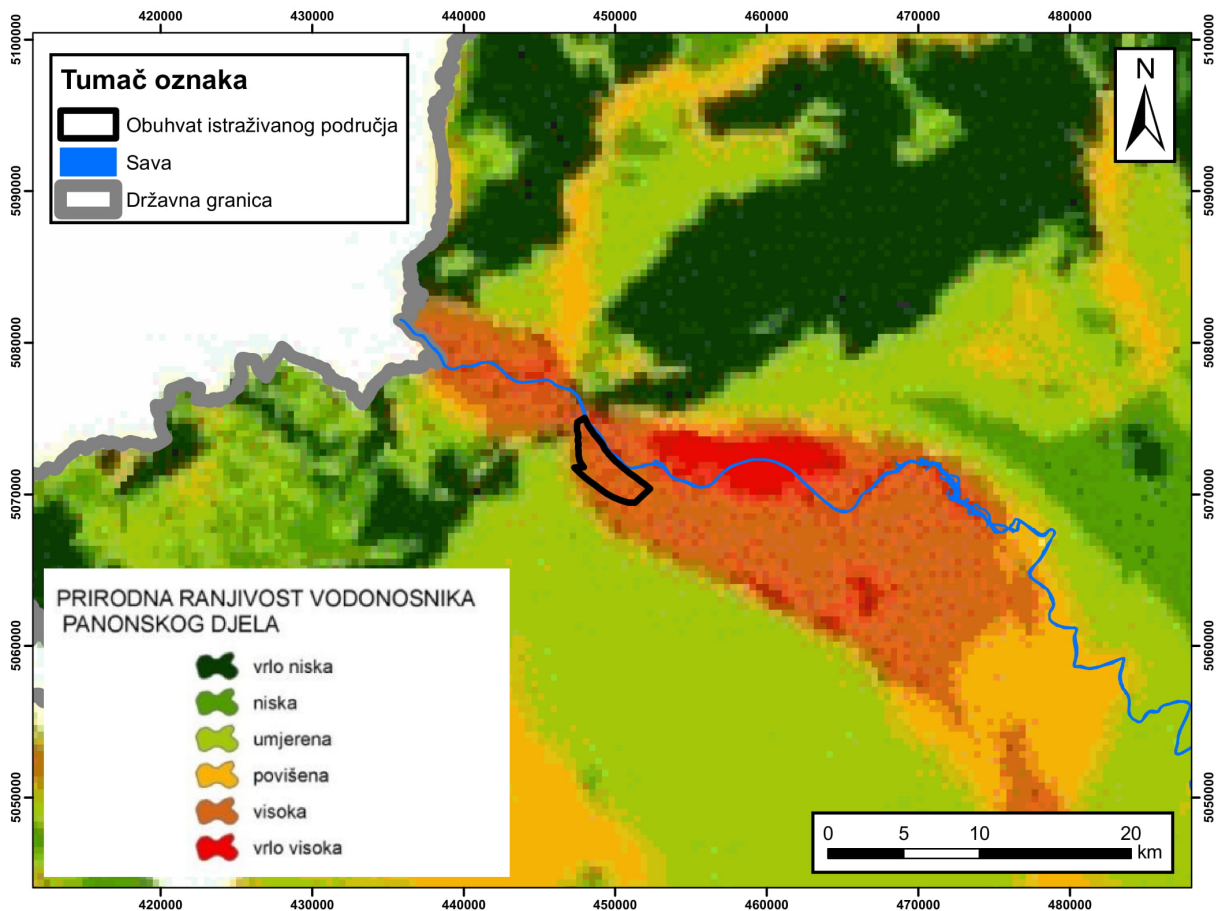 420000 430000 440000 450000 460000 470000 480000
5100000 5100000
5090000 5090000
5080000 5080000
5070000 5070000
5060000 5060000
5050000 5050000
Tumač oznaka
Obuhvat istraživanog područja
Sava
Državna granica
N
PRIRODNA RANJIVOST VODONOSNIKA
PANONSKOG DJELA
vrlo niska
niska
umjerena
povišena
visoka
vrlo visoka
0 5 10 20
km
420000 430000 440000 450000 460000 470000 480000